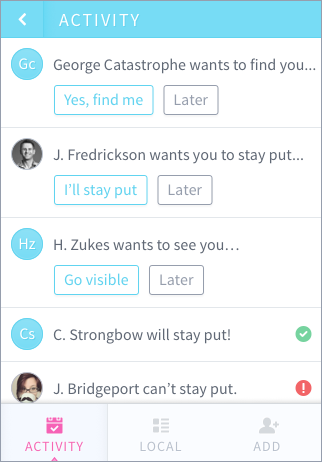 ACTIVITY
Gc
George Catastrophe wants to find you...
Yes, find me
Later
J. Fredrickson wants you to stay put...
I'll stay put
Later
Hz
H. Zukes wants to see you…
Go visible
Later
Cs
C. Strongbow will stay put!
J. Bridgeport can't stay put.
ACTIVITY
LOCAL
ADD